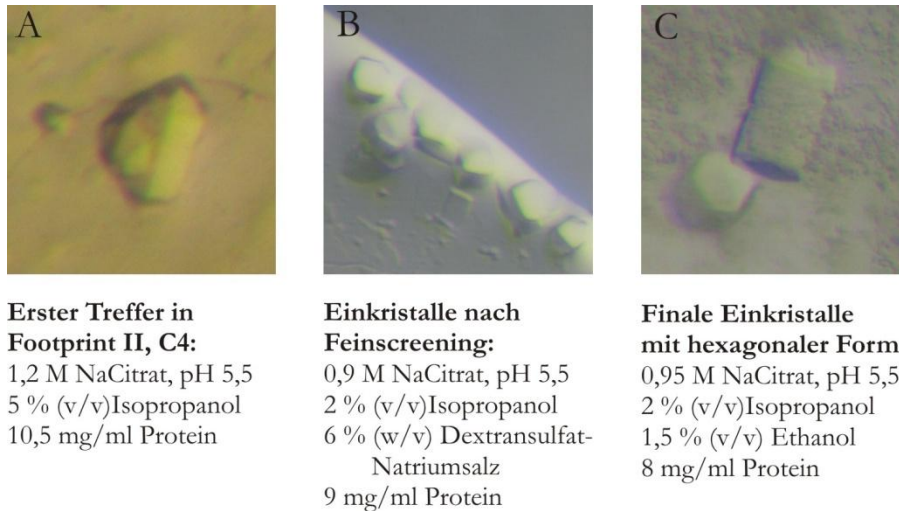 A
B
C
Erster Treffer in
Footprint II, C4:
1,2 M NaCitrat, pH 5,5
5 % (v/v)Isopropanol
10,5 mg/ml Protein
Einkristalle nach
Feinscreening:
0,9 M NaCitrat, pH 5,5
2 % (v/v)Isopropanol
6 % (w/v) Dextransulfat-
Natriumsalz
9 mg/ml Protein
Finale Einkristalle
mit hexagonaler Form
0,95 M NaCitrat, pH 5,5
2 % (v/v)Isopropanol
1,5 % (v/v) Ethanol
8 mg/ml Protein